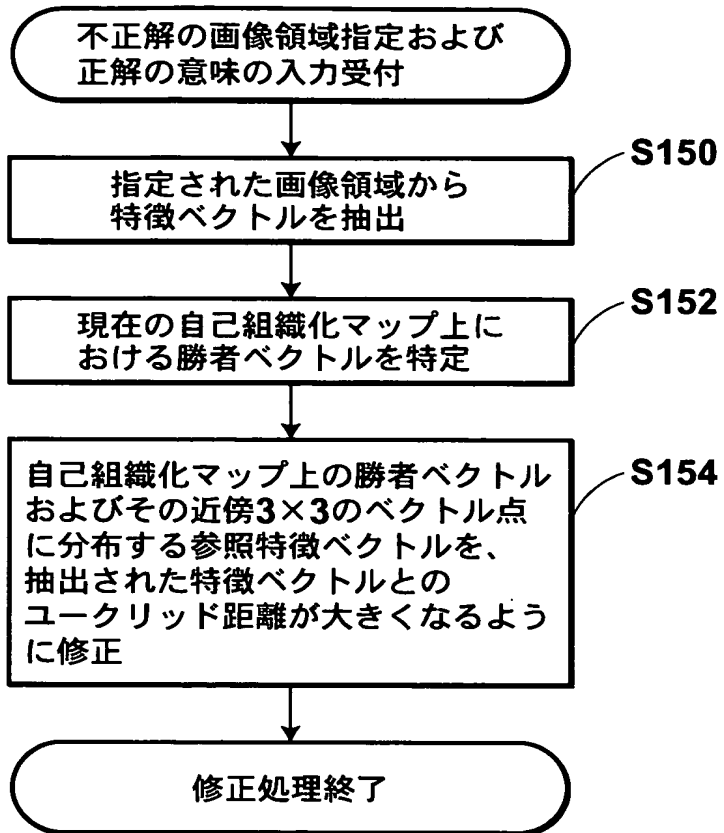 不正解の画像領域指定および
正解の意味の入力受付
S150
指定された画像領域から
特徴ベクトルを抽出
S152
現在の自己組織化マップ上に
おける勝者ベクトルを特定
S154
自己組織化マップ上の勝者ベクトル
およびその近傍3×3のベクトル点
に分布する参照特徴ベクトルを、
抽出された特徴ベクトルとの
ユークリッド距離が大きくなるよう
に修正
修正処理終了